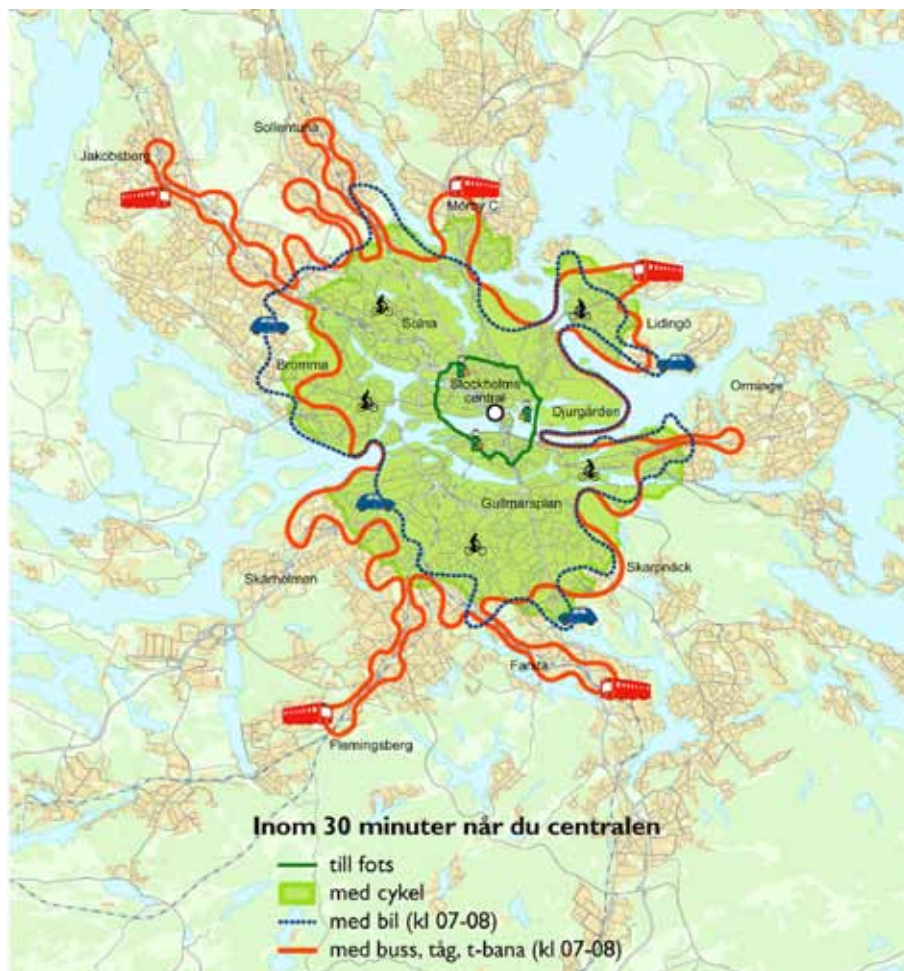 Sollentuna
Jakobsberg
Mörby C
Solna
Lidingö
Bromma
Stockholms
central
Orminge
Djurgården
Gullmarsplan
Skarpnäck
Skärholmen
Farsta
Flemingsberg
Inom 30 minuter når du centralen
till fots
med cykel
med bil (kl 07-08)
med buss, tåg, t-bana (kl 07-08)